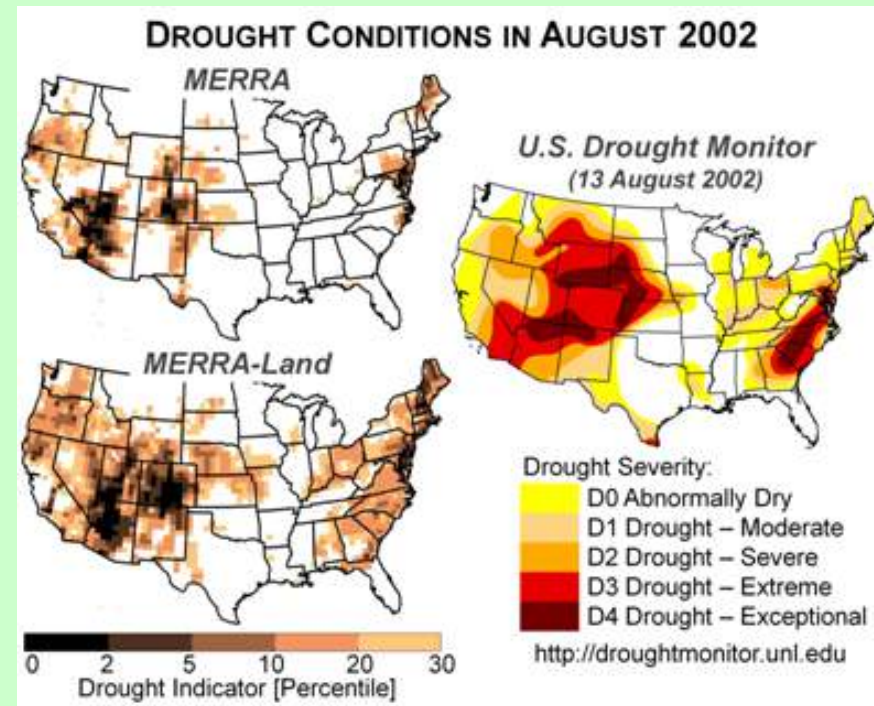 DROUGHT CONDITIONS IN AUGUST 2002
MERRA
U.S. Drought Monitor
(13 August 2002)
MERRA-Land
Drought Severity:
D0 Abnormally Dry
D1 Drought – Moderate
D2 Drought – Severe
D3 Drought – Extreme
D4 Drought – Exceptional
http://droughtmonitor.unl.edu
0 2 5 10 20 30
Drought Indicator [Percentile]